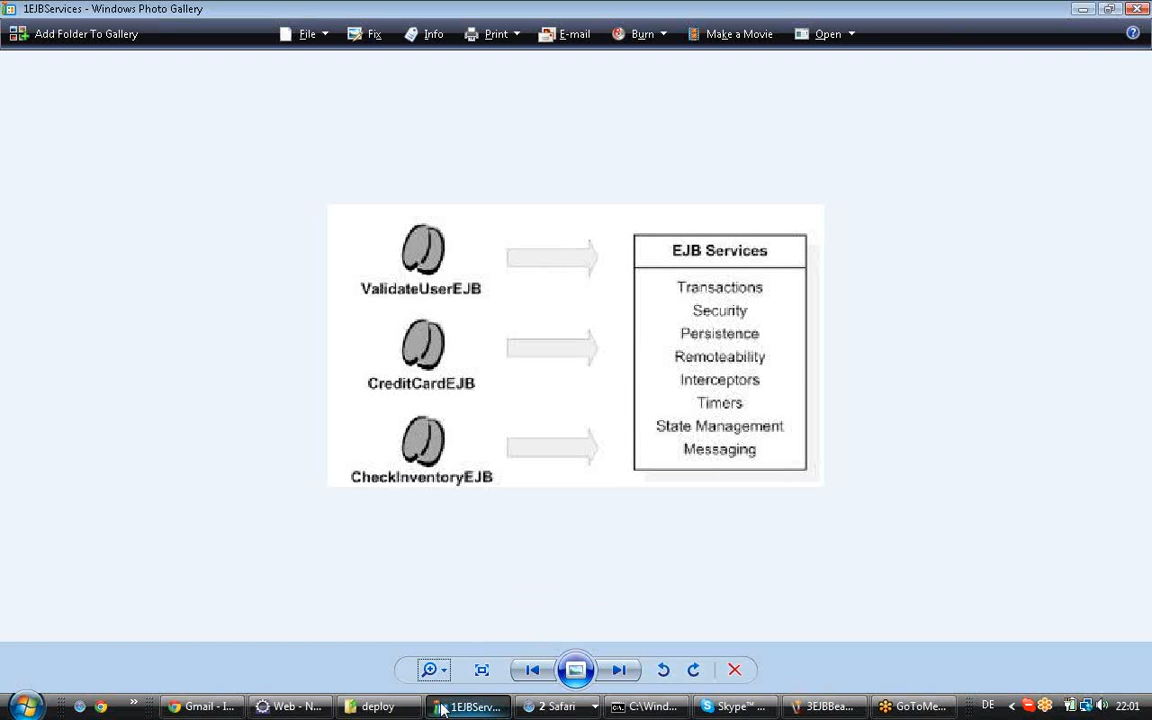 1EJBServices - Windows Photo Gallery
Add Folder To Gallery
File
Fix
Info
Print
E-mail
Burn
Make a Movie
Open
EJB Services
Transactions
Security
Persistence
Remoteability
Interceptors
Timers
State Management
Messaging
ValidateUserEJB
CreditCardEJB
CheckInventoryEJB
Gmail - I...
Web - N...
deploy
1EJBServ...
2 Safari
C:\Wind...
Skype™ ...
3EJBBea...
GoToMe...
DE
22:01